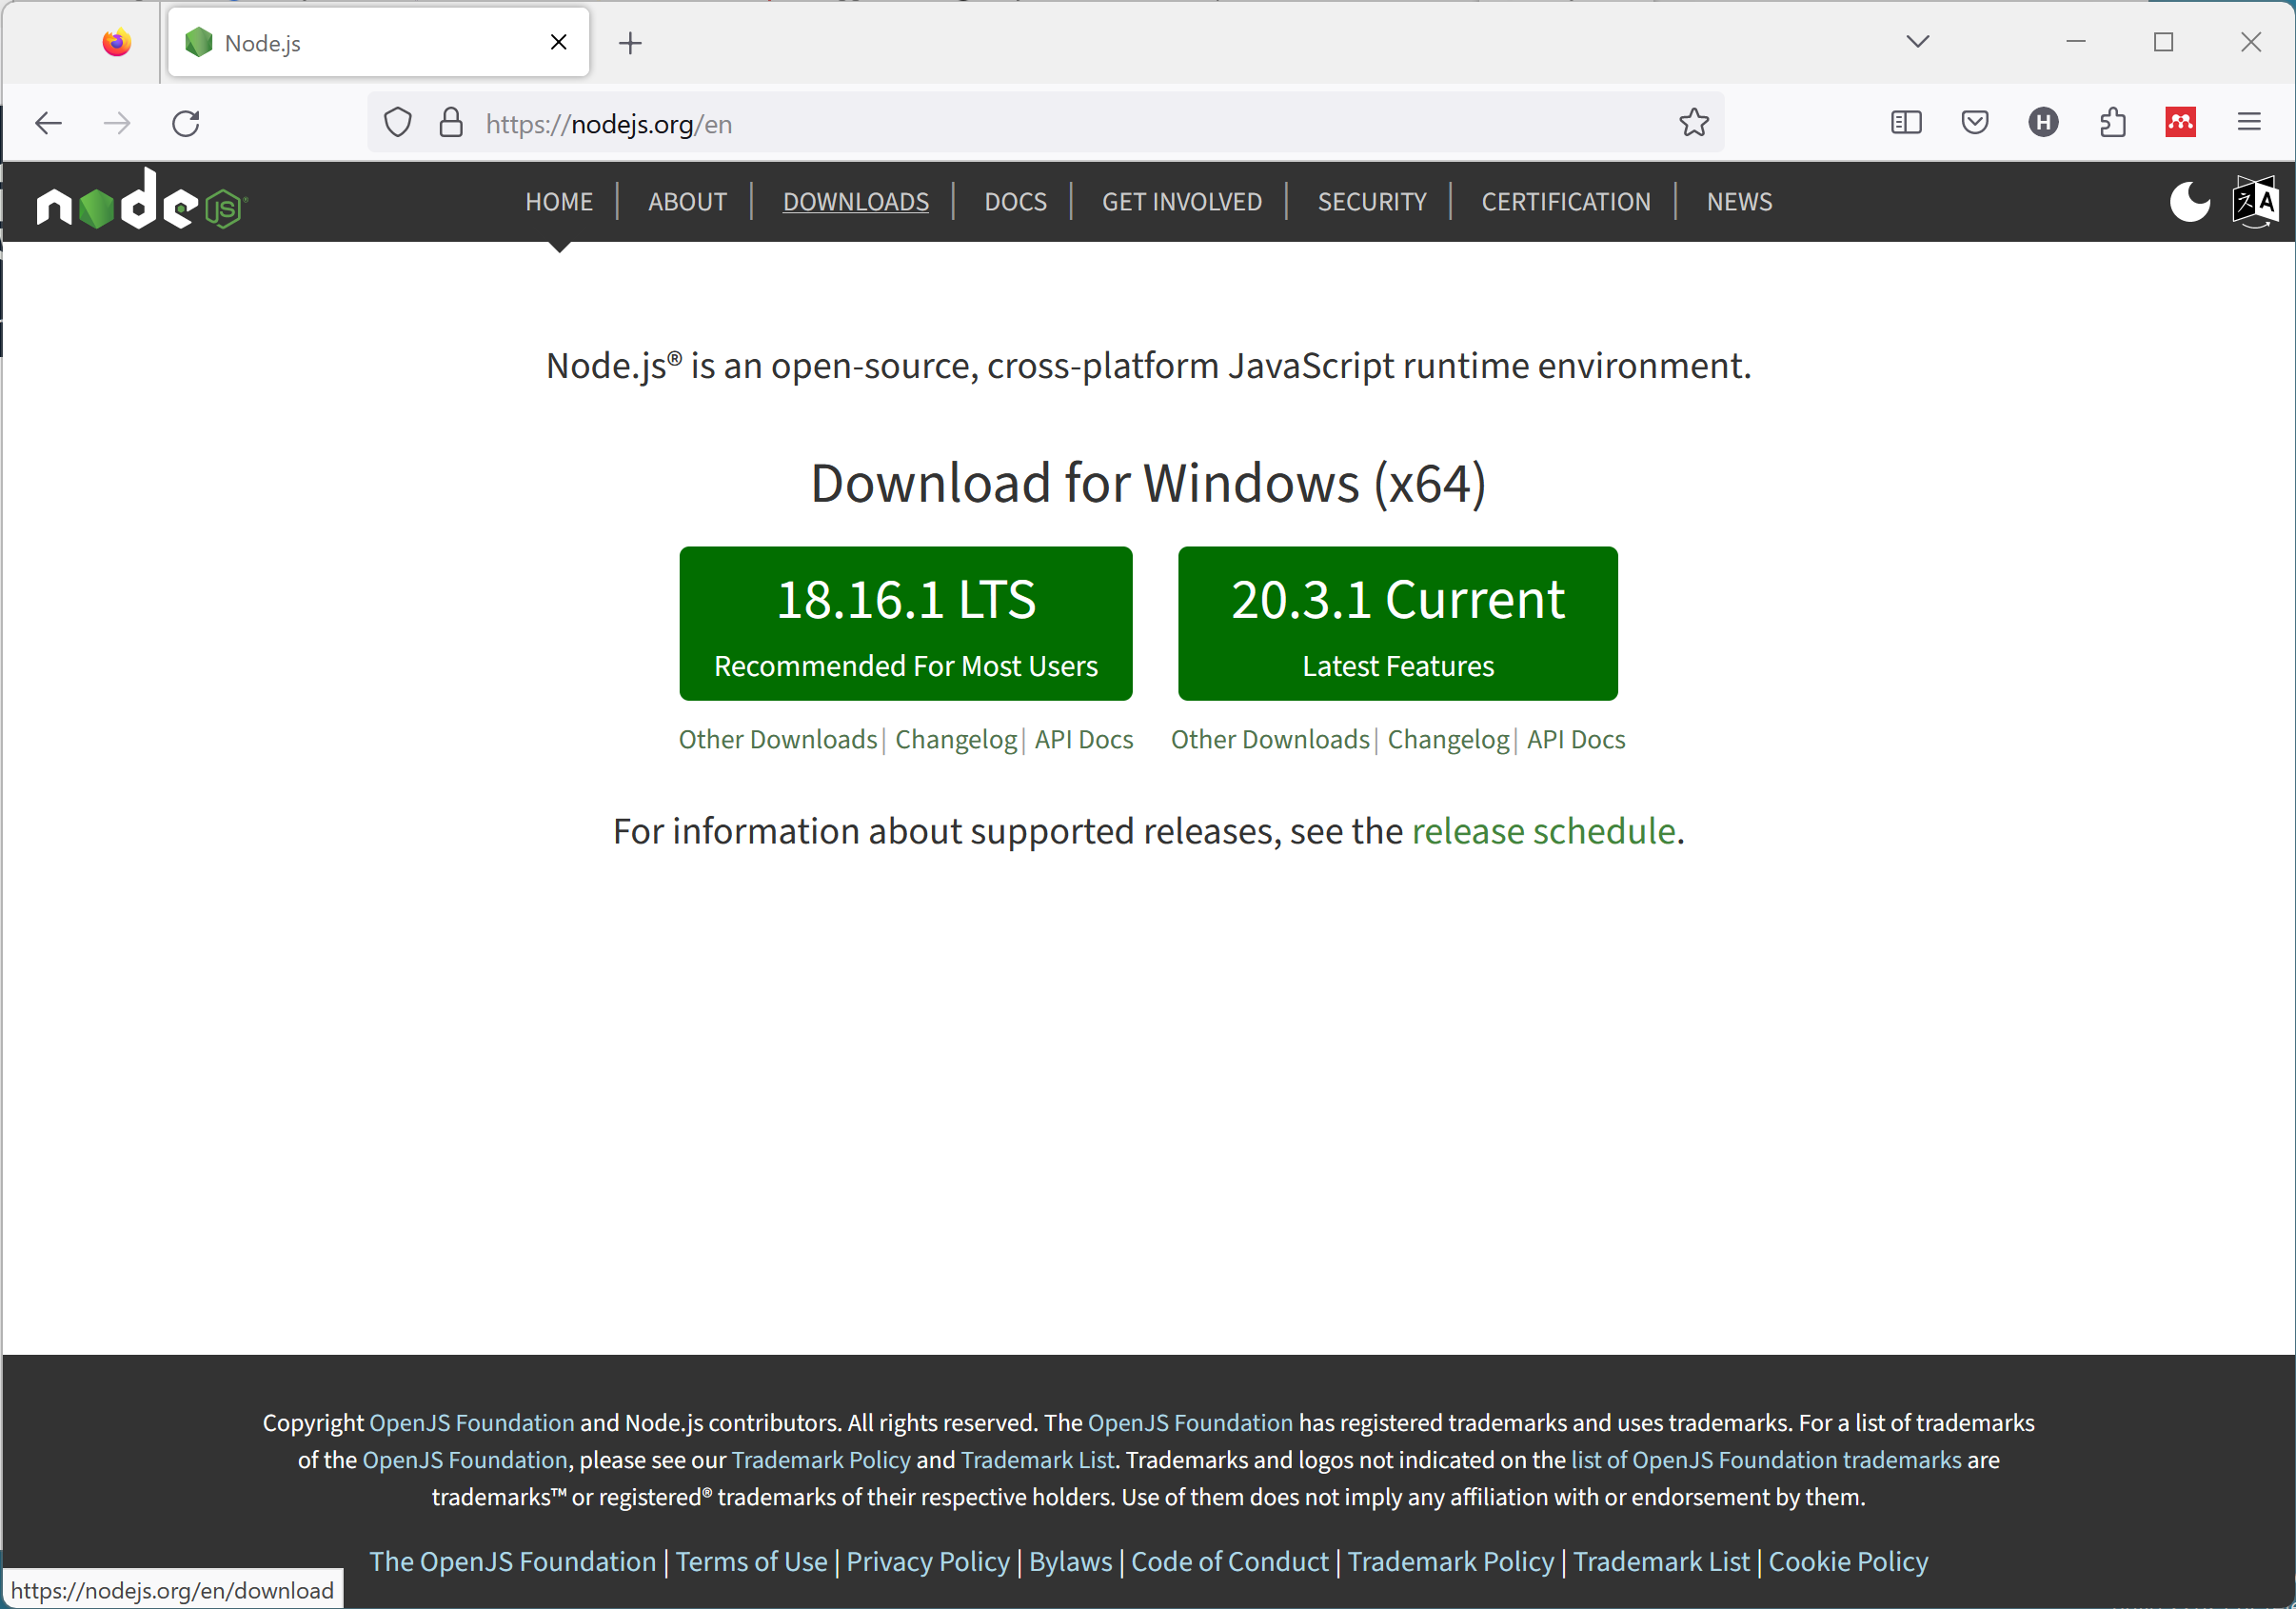 Node.js
https://nodejs.org/en
node JS ®
HOME | ABOUT | DOWNLOADS | DOCS | GET INVOLVED | SECURITY | CERTIFICATION | NEWS
Node.js® is an open-source, cross-platform JavaScript runtime environment.
Download for Windows (x64)
18.16.1 LTS
Recommended For Most Users
20.3.1 Current
Latest Features
Other Downloads | Changelog | API Docs
Other Downloads | Changelog | API Docs
For information about supported releases, see the release schedule.
Copyright OpenJS Foundation and Node.js contributors. All rights reserved. The OpenJS Foundation has registered trademarks and uses trademarks. For a list of trademarks
of the OpenJS Foundation, please see our Trademark Policy and Trademark List. Trademarks and logos not indicated on the list of OpenJS Foundation trademarks are
trademarks™ or registered® trademarks of their respective holders. Use of them does not imply any affiliation with or endorsement by them.
The OpenJS Foundation | Terms of Use | Privacy Policy | Bylaws | Code of Conduct | Trademark Policy | Trademark List | Cookie Policy
https://nodejs.org/en/download